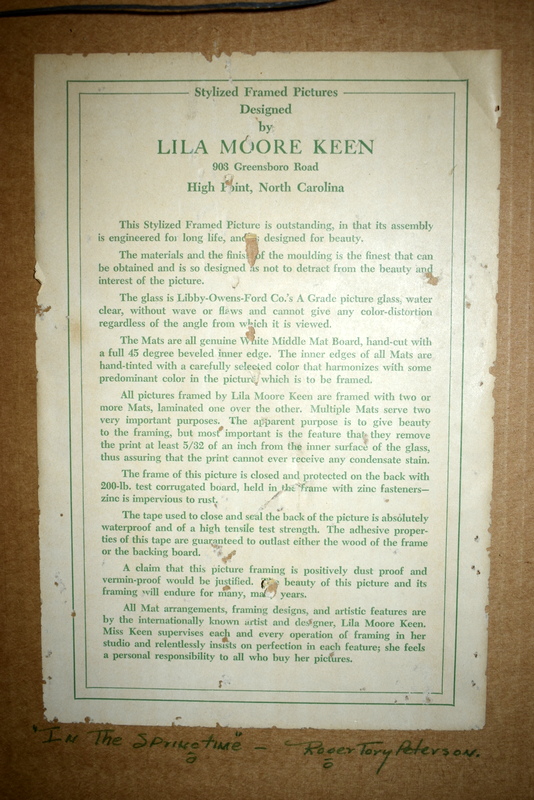 Stylized Framed Pictures
Designed
by
LILA MOORE KEEN
903 Greensboro Road
High Point, North Carolina
This Stylized Framed Picture is outstanding, in that its assembly
is engineered for long life, and is designed for beauty.
The materials and the finish of the moulding is the finest that can
be obtained and is so designed as not to detract from the beauty and
interest of the picture.
The glass is Libby-Owens-Ford Co.'s A Grade picture glass, water
clear, without wave or flaws and cannot give any color-distortion
regardless of the angle from which it is viewed.
The Mats are all genuine White Middle Mat Board, hand-cut with
a full 45 degree beveled inner edge. The inner edges of all Mats are
hand-tinted with a carefully selected color that harmonizes with some
predominant color in the picture, which is to be framed.
All pictures framed by Lila Moore Keen are framed with two or
more Mats, laminated one over the other. Multiple Mats serve two
very important purposes. The apparent purpose is to give beauty
to the framing, but most important is the feature that they remove
the print at least 5/32 of an inch from the inner surface of the glass,
thus assuring that the print cannot ever receive any condensate stain.
The frame of this picture is closed and protected on the back with
200-lb. test corrugated board, held in the frame with zinc fasteners—
zinc is impervious to rust.
The tape used to close and seal the back of the picture is absolutely
waterproof and of a high tensile test strength. The adhesive proper-
ties of this tape are guaranteed to outlast either the wood of the frame
or the backing board.
A claim that this picture framing is positively dust proof and
vermin-proof would be justified. The beauty of this picture and its
framing will endure for many, many years.
All Mat arrangements, framing designs, and artistic features are
by the internationally known artist and designer, Lila Moore Keen.
Miss Keen supervises each and every operation of framing in her
studio and relentlessly insists on perfection in each feature; she feels
a personal responsibility to all who buy her pictures.
"In The Springtime" — Roger Tory Peterson.